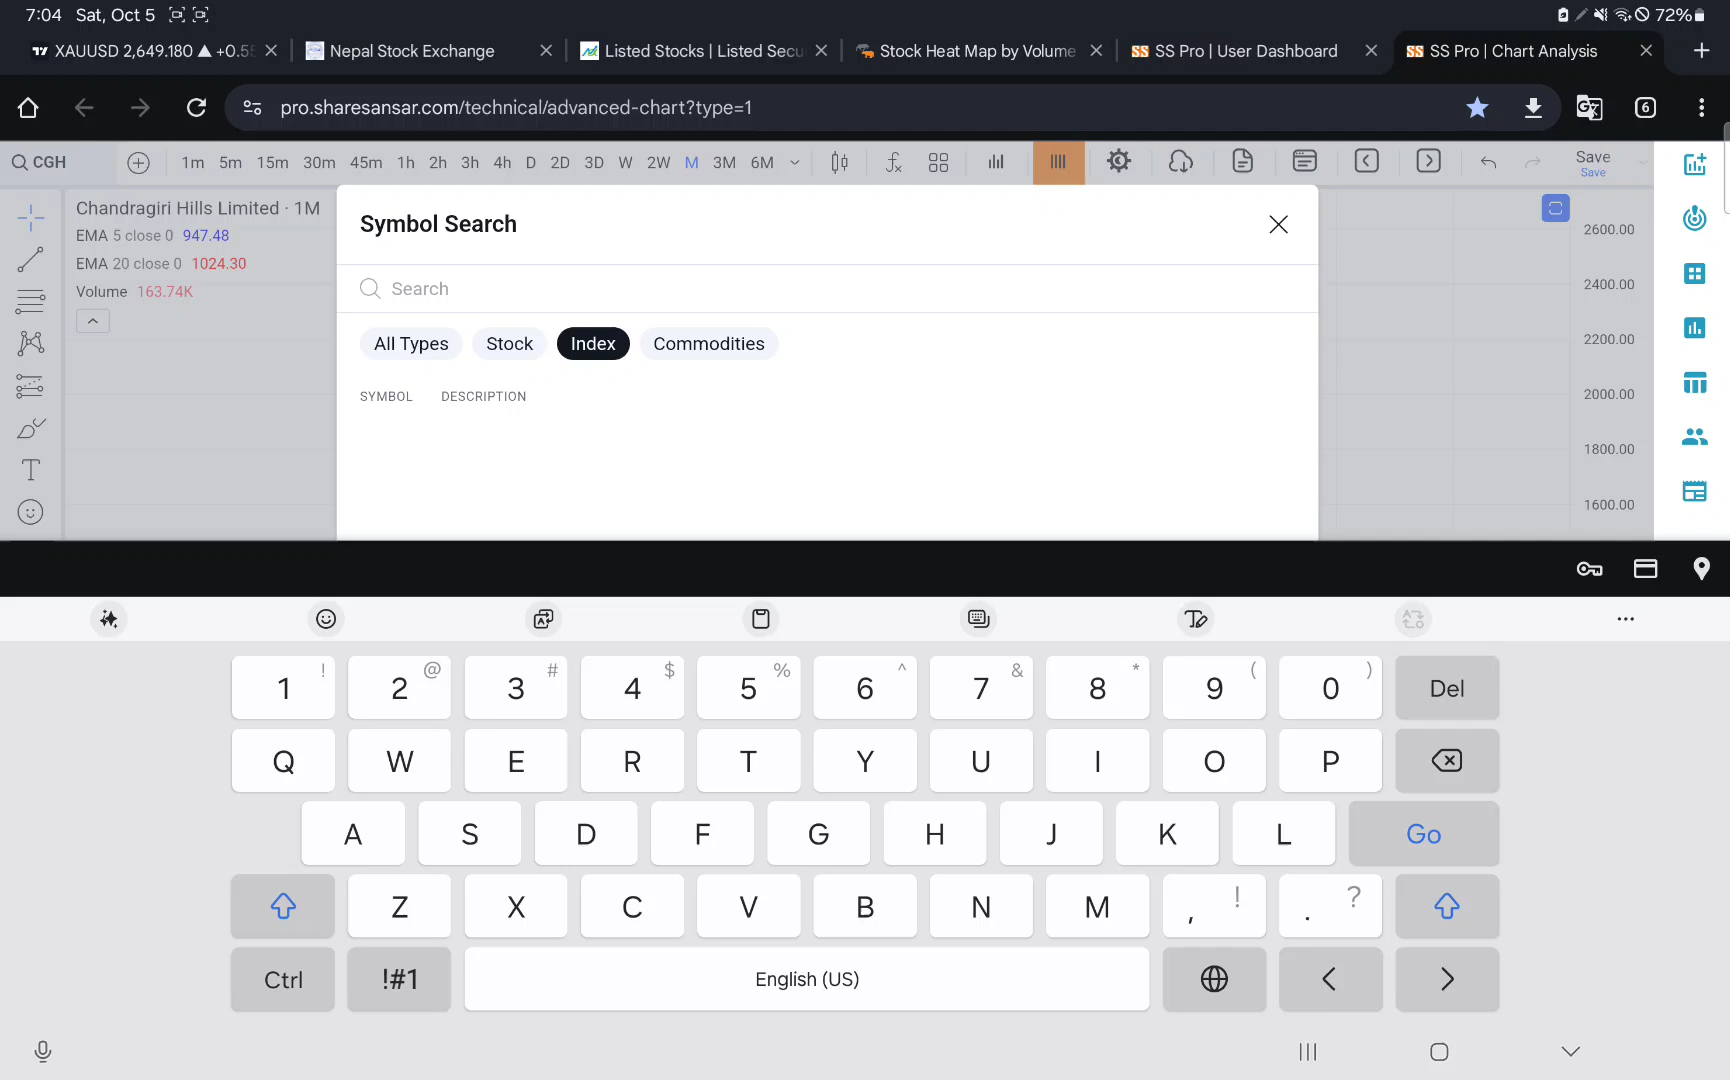 7:04 Sat, Oct 5 72%
XAUUSD 2,649.180 ▲ +0.5
Nepal Stock Exchange
Listed Stocks | Listed Secu
Stock Heat Map by Volume
SS Pro | User Dashboard
SS Pro | Chart Analysis
pro.sharesansar.com/technical/advanced-chart?type=1
6
CGH 1m 5m 15m 30m 45m 1h 2h 3h 4h D 2D 3D W 2W M 3M 6M Save
Save
Chandragiri Hills Limited · 1M
EMA 5 close 0 947.48
EMA 20 close 0 1024.30
Volume 163.74K
Symbol Search
Search
All Types Stock Index Commodities
SYMBOL DESCRIPTION
2600.00
2400.00
2200.00
2000.00
1800.00
1600.00
1 ! 2 @ 3 # 4 $ 5 % 6 ^ 7 & 8 * 9 ( 0 ) Del
Q W E R T Y U I O P
A S D F G H J K L Go
Z X C V B N M , ! . ?
Ctrl !#1 English (US) < >